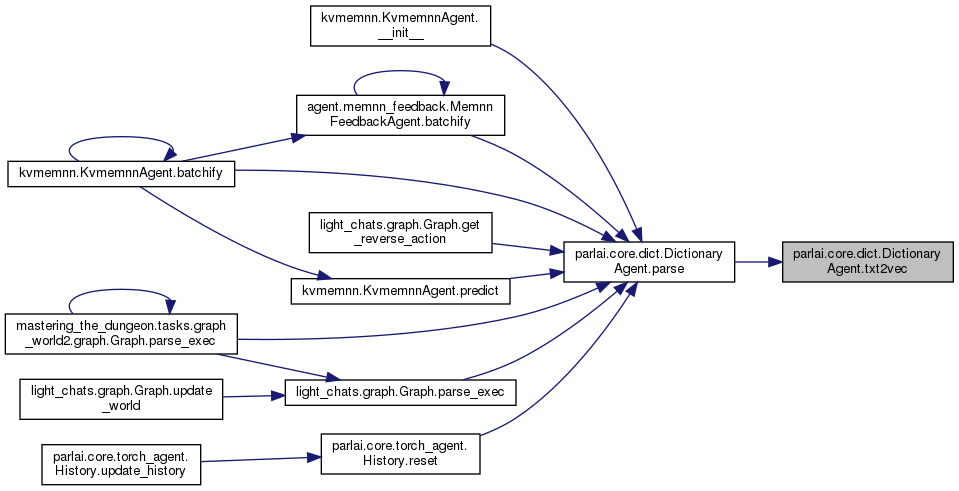 kvmemnn.KvmemnnAgent.
__init__
agent.memnn_feedback.Memnn
FeedbackAgent.batchify
kvmemnn.KvmemnnAgent.batchify
light_chats.graph.Graph.get
_reverse_action
parlai.core.dict.Dictionary
Agent.parse
parlai.core.dict.Dictionary
Agent.txt2vec
kvmemnn.KvmemnnAgent.predict
mastering_the_dungeon.tasks.graph
_world2.graph.Graph.parse_exec
light_chats.graph.Graph.update
_world
light_chats.graph.Graph.parse_exec
parlai.core.torch_agent.
History.reset
parlai.core.torch_agent.
History.update_history